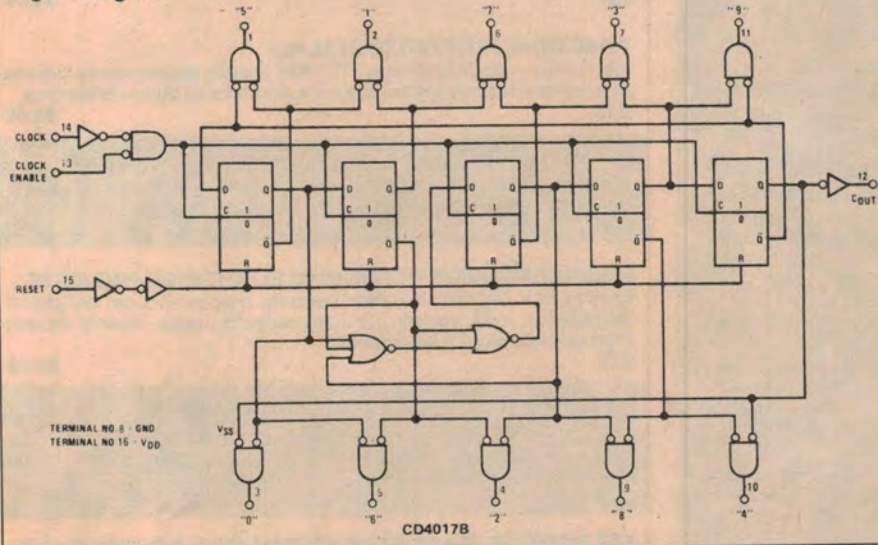 "5" "1" "7" "3" "9"
1 2 6 7 11
CLOCK 14
CLOCK ENABLE 13
D Q D Q D Q D Q D Q 12
C OUT
C 1 C 1 C 1 C 1 C 1
0 0 0 0 0
Q̅ Q̅ Q̅ Q̅ Q̅
R R R R R
RESET 15
TERMINAL NO. 8 - GND
TERMINAL NO 16 - VDD
VSS
3 5 4 9 10
"0" "6" "2" "8" "4"
CD4017B